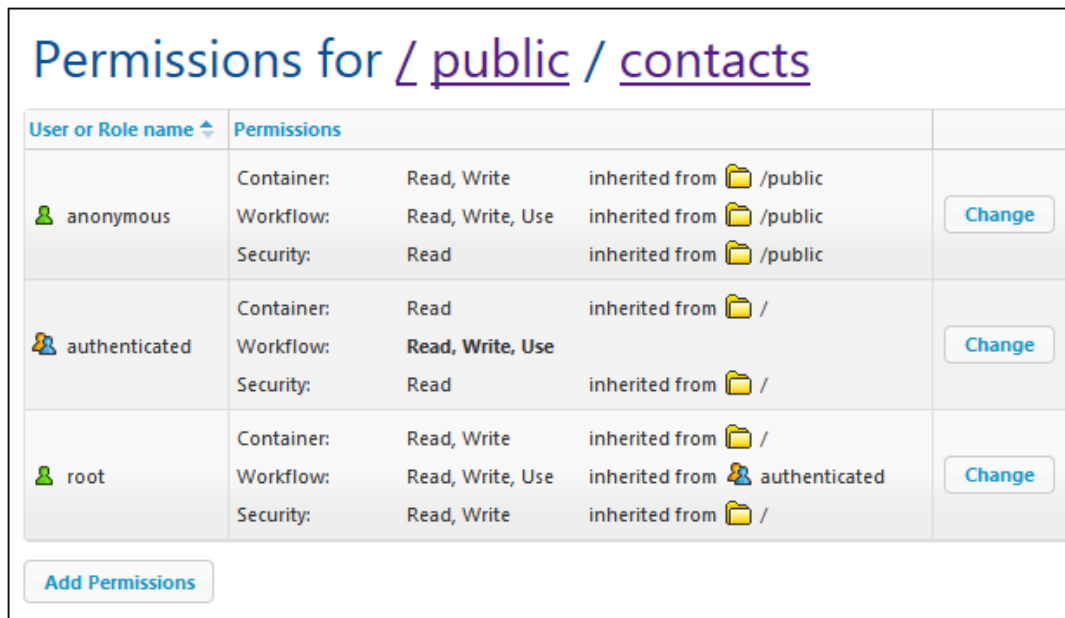 Permissions for / public / contacts
User or Role name Permissions
Container: Read, Write inherited from /public
anonymous Workflow: Read, Write, Use inherited from /public Change
Security: Read inherited from /public
Container: Read inherited from /
authenticated Workflow: Read, Write, Use Change
Security: Read inherited from /
Container: Read, Write inherited from /
root Workflow: Read, Write, Use inherited from authenticated Change
Security: Read, Write inherited from /
Add Permissions